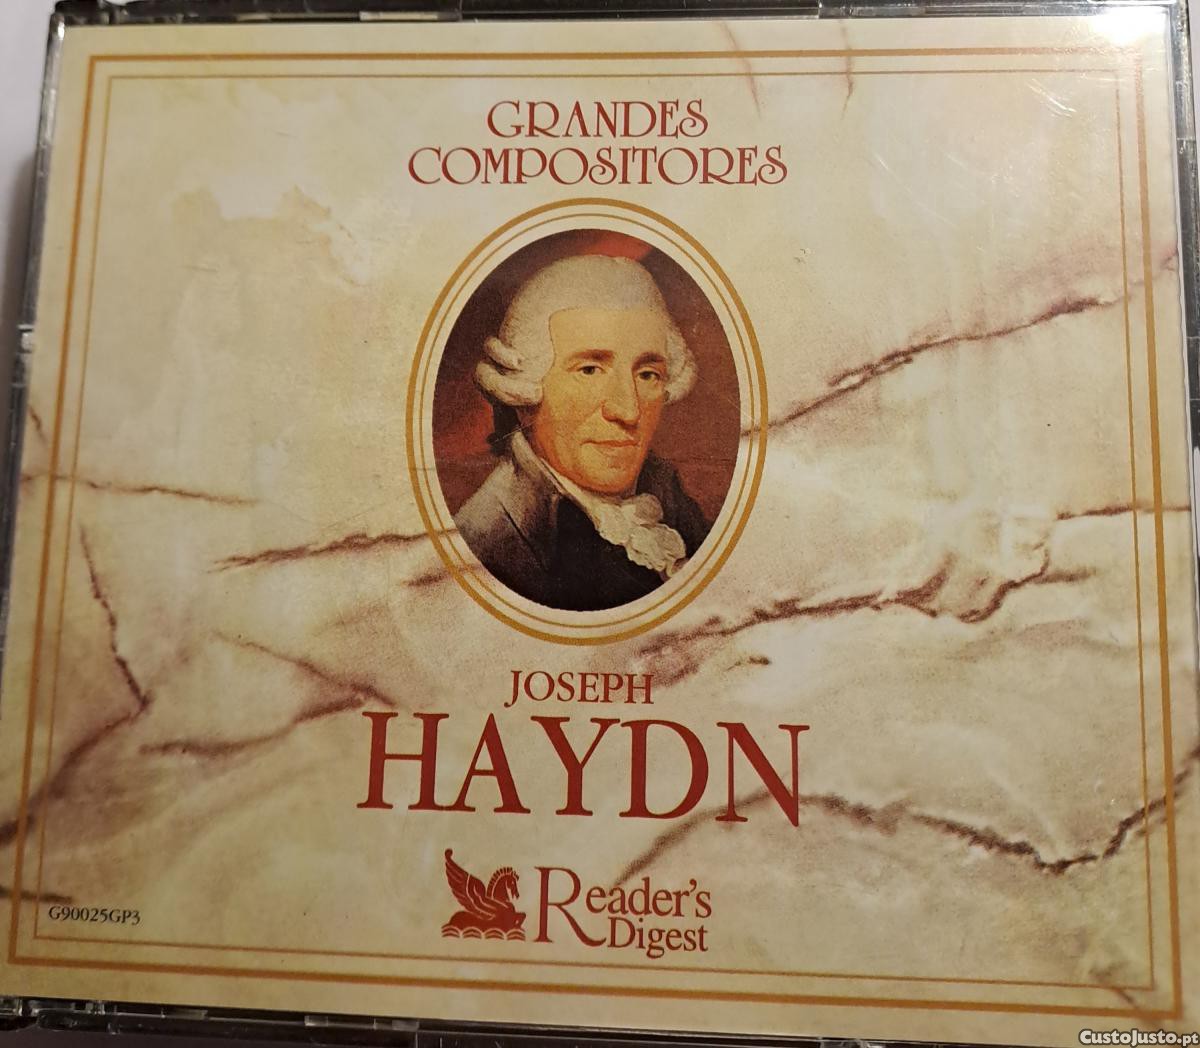 GRANDES
COMPOSITORES
JOSEPH
HAYDN
Reader's
Digest
G90025GP3
CustoJusto.pt